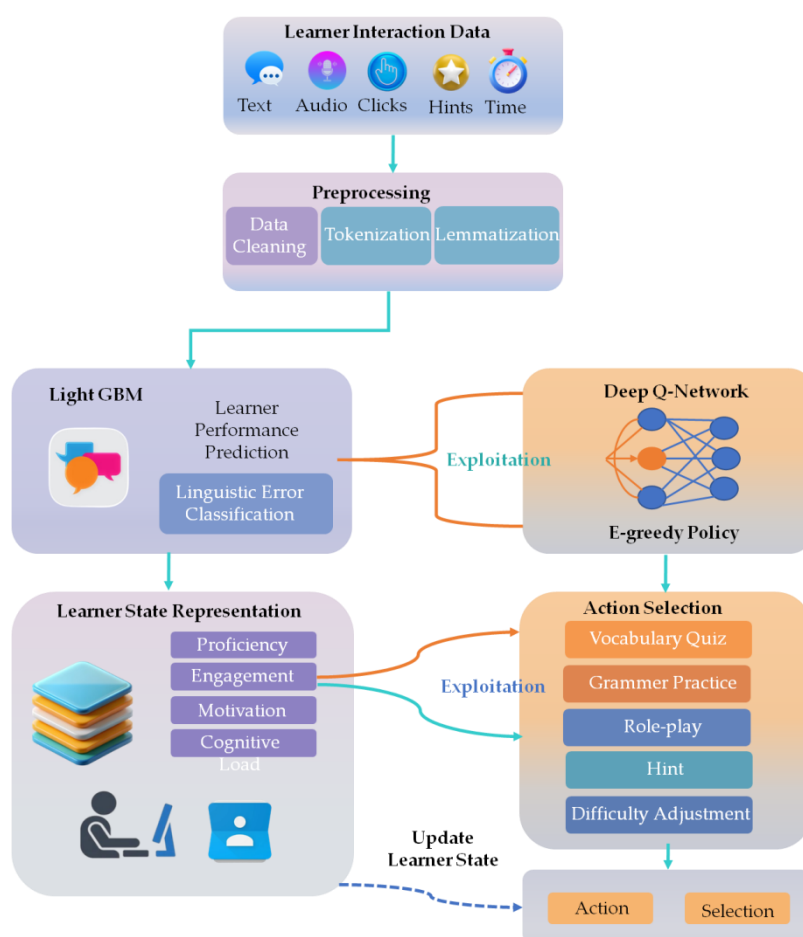 Learner Interaction Data
Text Audio Clicks Hints Time
Preprocessing
Data
Cleaning
Tokenization
Lemmatization
Light GBM
Learner
Performance
Prediction
Linguistic Error
Classification
Exploitation
Deep Q-Network
E-greedy Policy
Learner State Representation
Proficiency
Engagement
Motivation
Cognitive
Load
Exploitation
Action Selection
Vocabulary Quiz
Grammer Practice
Role-play
Hint
Difficulty Adjustment
Update
Learner State
Action
Selection